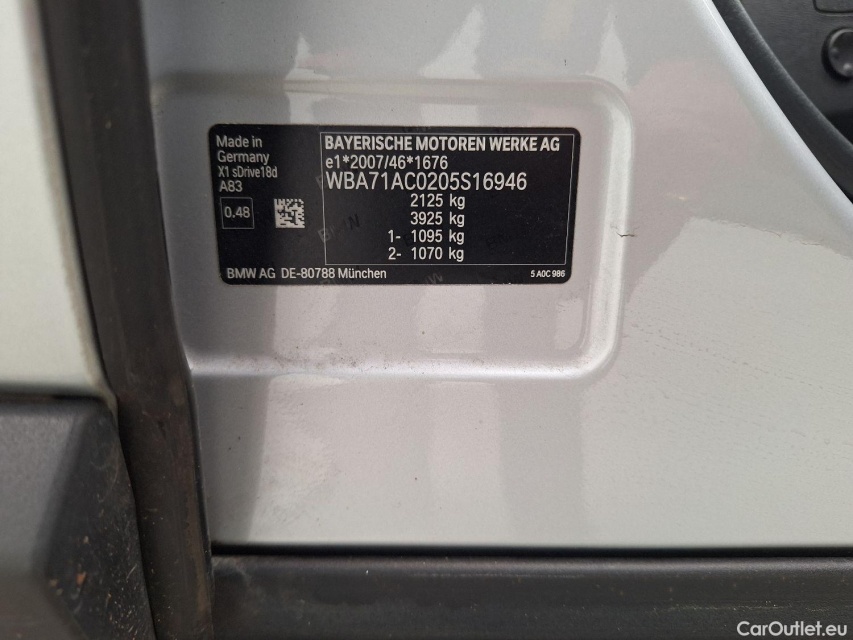 Made in
Germany
X1 sDrive18d
A83
0.48
BAYERISCHE MOTOREN WERKE AG
e1*2007/46*1676
WBA71AC0205S16946
2125 kg
3925 kg
1- 1095 kg
2- 1070 kg
BMW AG DE-80788 München
5 A0C 986
CarOutlet.eu